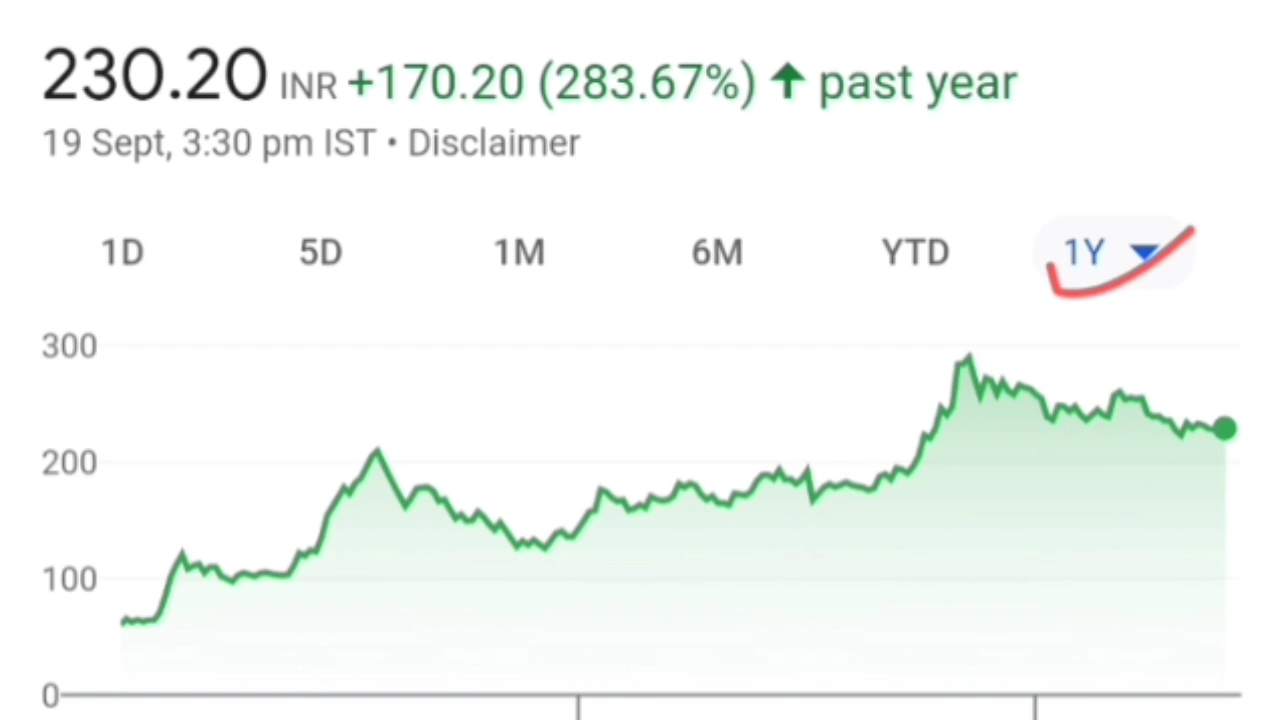 230.20 INR +170.20 (283.67%) ↑ past year
19 Sept, 3:30 pm IST • Disclaimer
1D 5D 1M 6M YTD 1Y
300
200
100
0